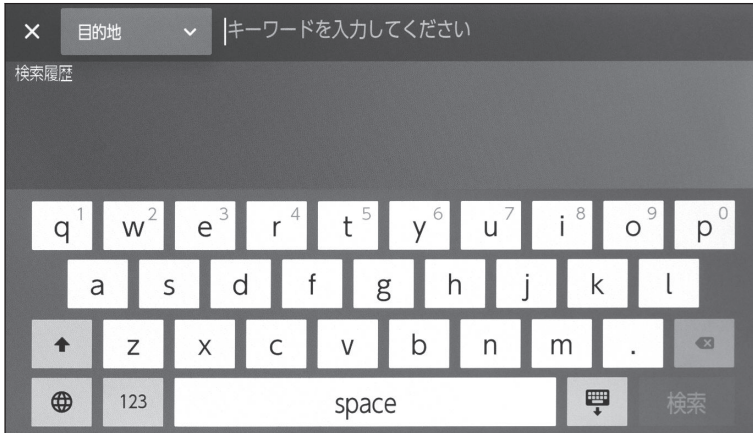 目的地 キーワードを入力してください
検索履歴
q 1 w 2 e 3 r 4 t 5 y 6 u 7 i 8 o 9 p 0
a s d f g h j k l
z x c v b n m .
123 space 検索